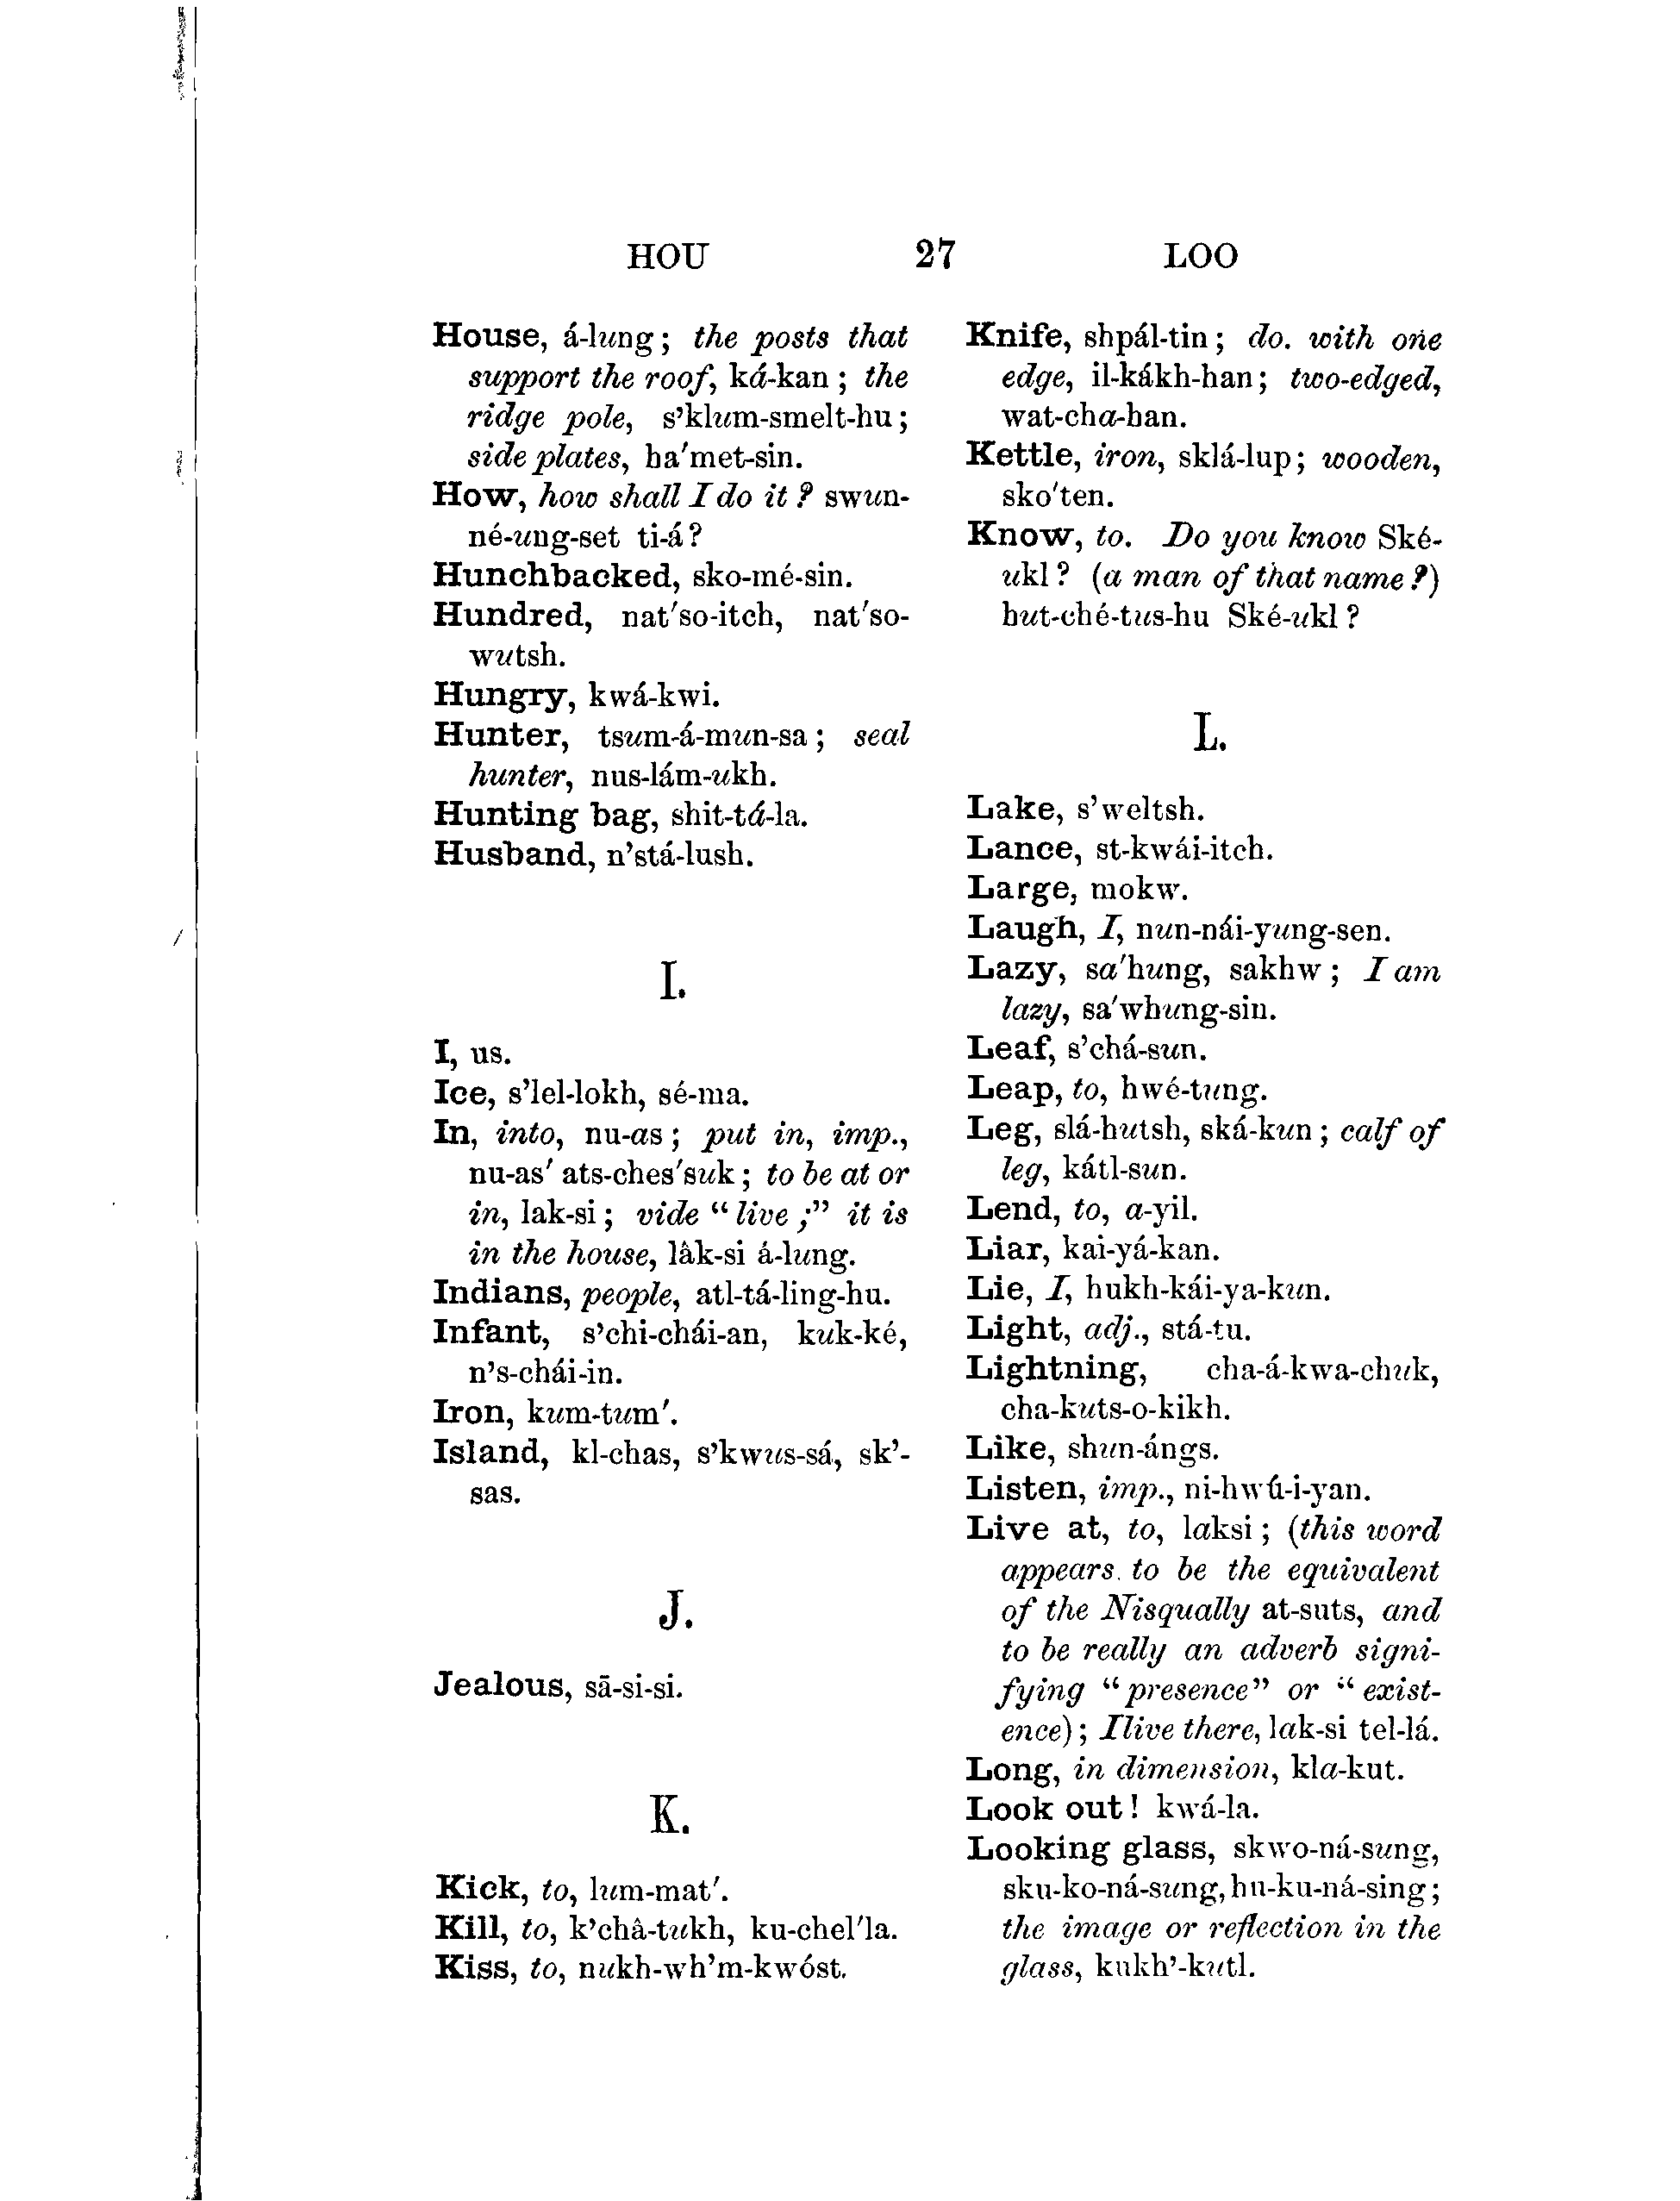 HOU 27 LOO
House, á-lung; the posts that
support the roof, ká-kan; the
ridge pole, s’klum-smelt-hu;
side plates, ha′met-sin.
How, how shall I do it? swun-
né-ung-set ti-á?
Hunchbacked, sko-mé-sin.
Hundred, nat′so-itch, nat′so-
wutsh.
Hungry, kwá-kwi.
Hunter, tsum-á-mun-sa; seal
hunter, nus-lám-ukh.
Hunting bag, shit-tá-la.
Husband, n’stá-lush.
I.
I, us.
Ice, s’lel-lokh, sé-ma.
In, into, nu-as; put in, imp.,
nu-as′ ats-ches′suk; to be at or
in, lak-si; vide “live;” it is
in the house, lâk-si á-lung.
Indians, people, atl-tá-ling-hu.
Infant, s’chi-chái-an, kuk-ké,
n’s-chái-in.
Iron, kum-tum′.
Island, kl-chas, s’kwus-sá, sk’-
sas.
J.
Jealous, sā-si-si.
K.
Kick, to, lum-mat′.
Kill, to, k’châ-tukh, ku-chel′la.
Kiss, to, nukh-wh’m-kwóst.
Knife, shpál-tin; do. with one
edge, il-kákh-han; two-edged,
wat-cha-han.
Kettle, iron, sklá-lup; wooden,
sko′ten.
Know, to. Do you know Ské-
ukl? (a man of that name?)
hut-ché-tus-hu Ské-ukl?
L.
Lake, s’weltsh.
Lance, st-kwái-itch.
Large, mokw.
Laugh, I, nun-nái-yung-sen.
Lazy, sa′hung, sakhw; I am
lazy, sa′whung-sin.
Leaf, s’chá-sun.
Leap, to, hwé-tung.
Leg, slá-hutsh, ská-kun; calf of
leg, kátl-sun.
Lend, to, a-yil.
Liar, kai-yá-kan.
Lie, I, hukh-kái-ya-kun.
Light, adj., stá-tu.
Lightning, cha-á-kwa-chuk,
cha-kuts-o-kikh.
Like, shun-ángs.
Listen, imp., ni-hwú-i-yan.
Live at, to, laksi; (this word
appears to be the equivalent
of the Nisqually at-suts, and
to be really an adverb signi-
fying “presence” or “exist-
ence); I live there, lak-si tel-lá.
Long, in dimension, kla-kut.
Look out! kwá-la.
Looking glass, skwo-ná-sung,
sku-ko-ná-sung, hu-ku-ná-sing;
the image or reflection in the
glass, kukh’-kutl.